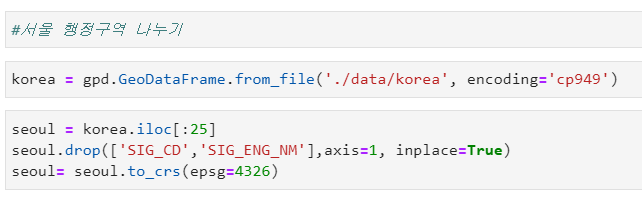 #서울 행정구역 나누기
korea = gpd.GeoDataFrame.from_file('./data/korea', encoding='cp949')
seoul = korea.iloc[:25]
seoul.drop(['SIG_CD','SIG_ENG_NM'],axis=1, inplace=True)
seoul= seoul.to_crs(epsg=4326)